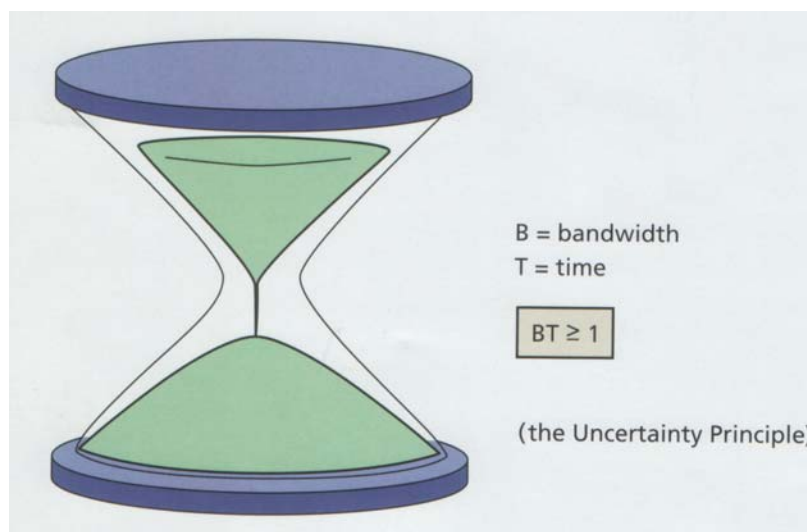 B = bandwidth
T = time
BT ≥ 1
(the Uncertainty Principle)